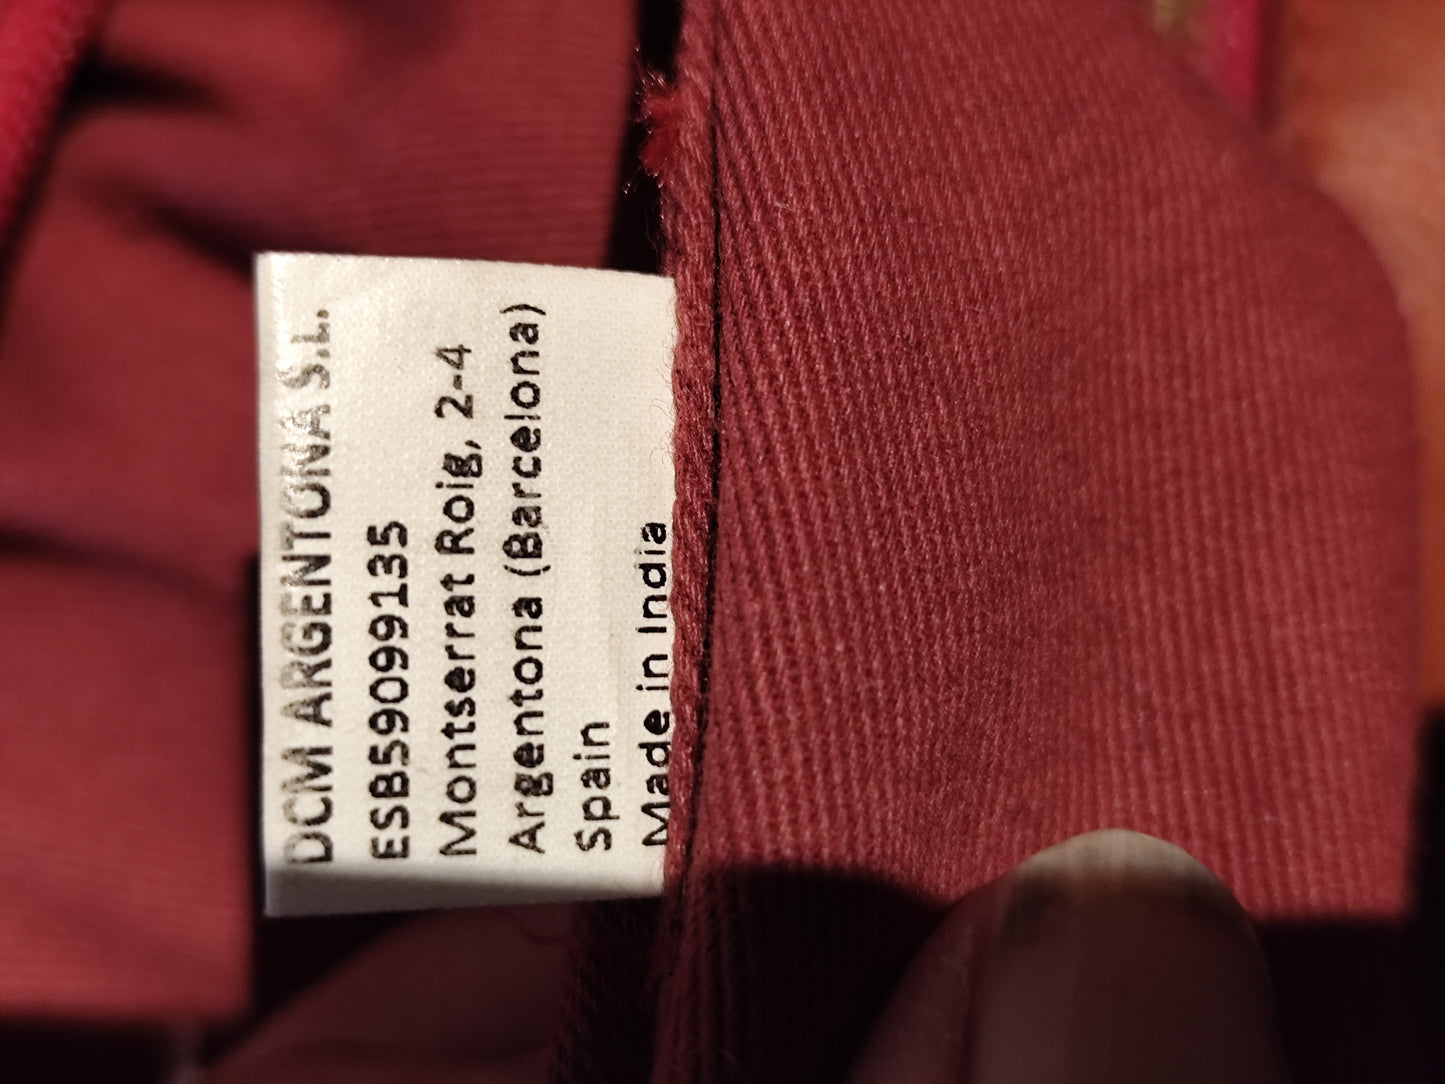 DCM ARGENTONA S.L.
ESB59099135
Montserrat Roig, 2-4
Argentona (Barcelona)
Spain
Made in India